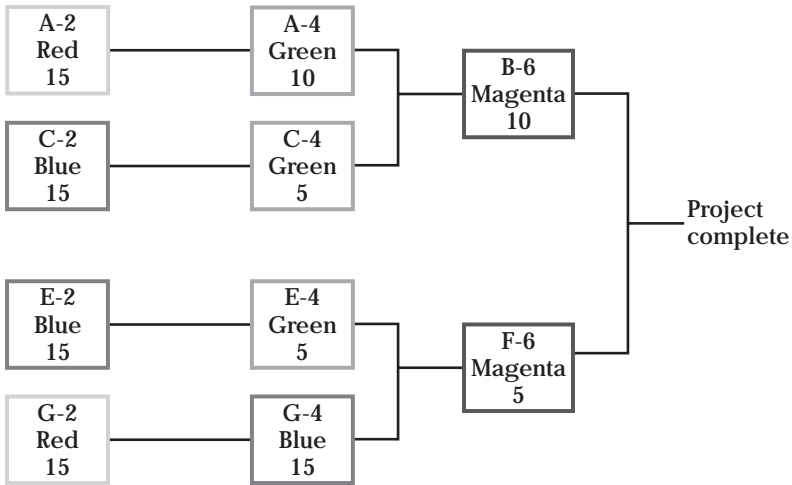 A-2
Red
15
A-4
Green
10
B-6
Magenta
10
C-2
Blue
15
C-4
Green
5
Project
complete
E-2
Blue
15
E-4
Green
5
F-6
Magenta
5
G-2
Red
15
G-4
Blue
15